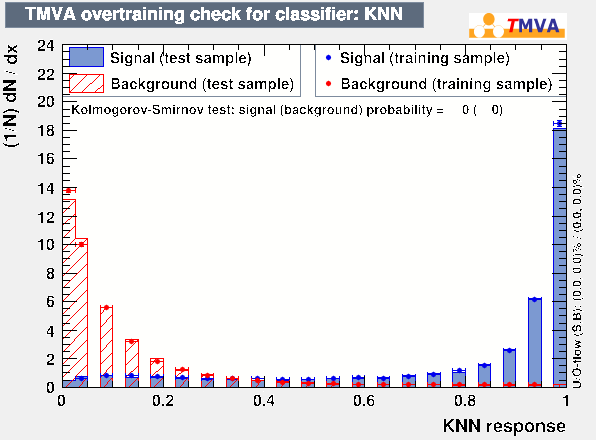 TMVA overtraining check for classifier: KNN
TMVA
(1/N) dN / dx
24
22
20
18
16
14
12
10
8
6
4
2
0
Signal (test sample)
Background (test sample)
Signal (training sample)
Background (training sample)
Kolmogorov-Smirnov test: signal (background) probability = 0 ( 0)
U/O-flow (S,B): (0.0, 0.0)% / (0.0, 0.0)%
0 0.2 0.4 0.6 0.8 1
KNN response